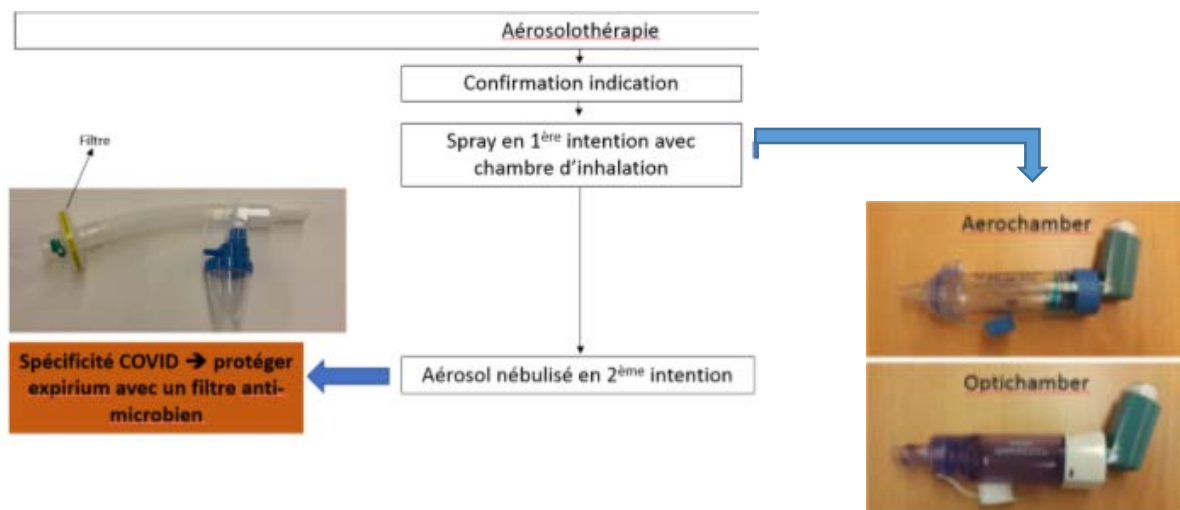 Aérosolothérapie
Confirmation indication
Spray en 1ère intention avec
chambre d'inhalation
Filtre
Aerochamber
Spécificité COVID → protéger
expirium avec un filtre anti-
microbien
Aérosol nébulisé en 2ème intention
Optichamber